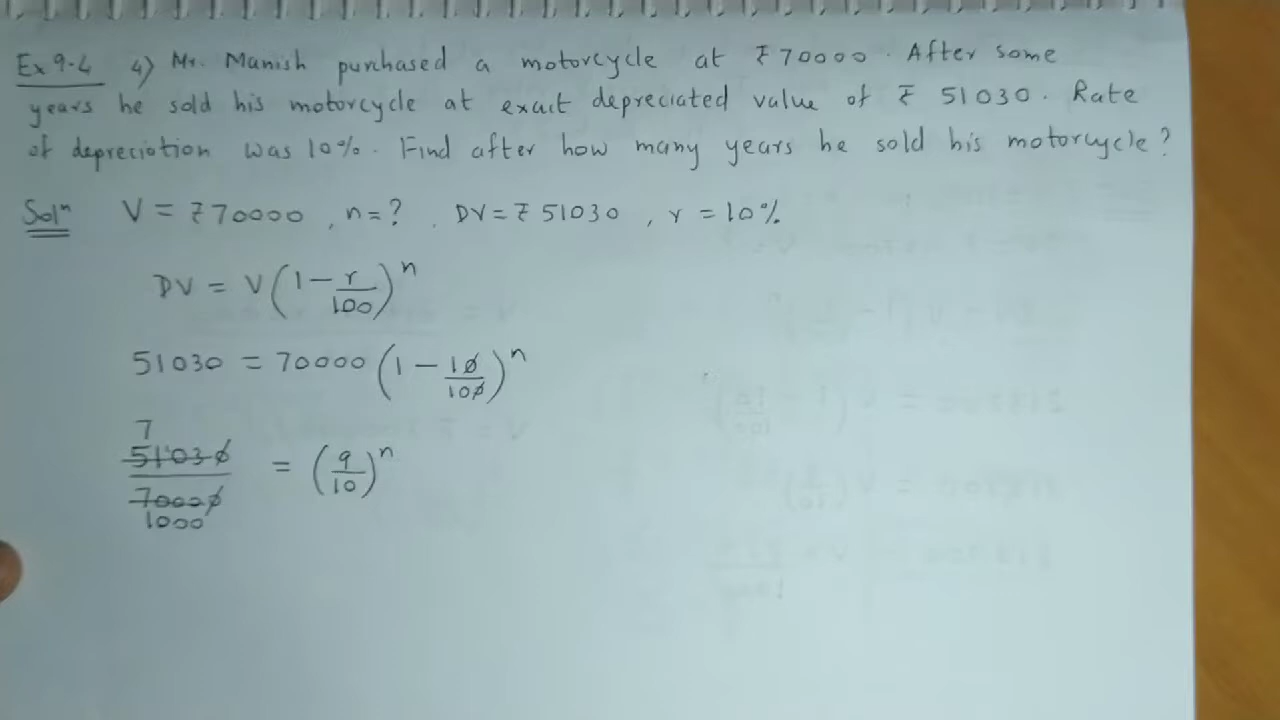 Ex 9.4 4) Mr. Manish purchased a motorcycle at ₹70000. After some
years he sold his motorcycle at exact depreciated value of ₹ 51030. Rate
of depreciation was 10%. Find after how many years he sold his motorcycle?
Solⁿ V = ₹70000, n=?, DV=₹51030, r=10%
DV = V(1-r/100)ⁿ
51030 = 70000(1-10/100)ⁿ
7
51030/70000 = (9/10)ⁿ
1000